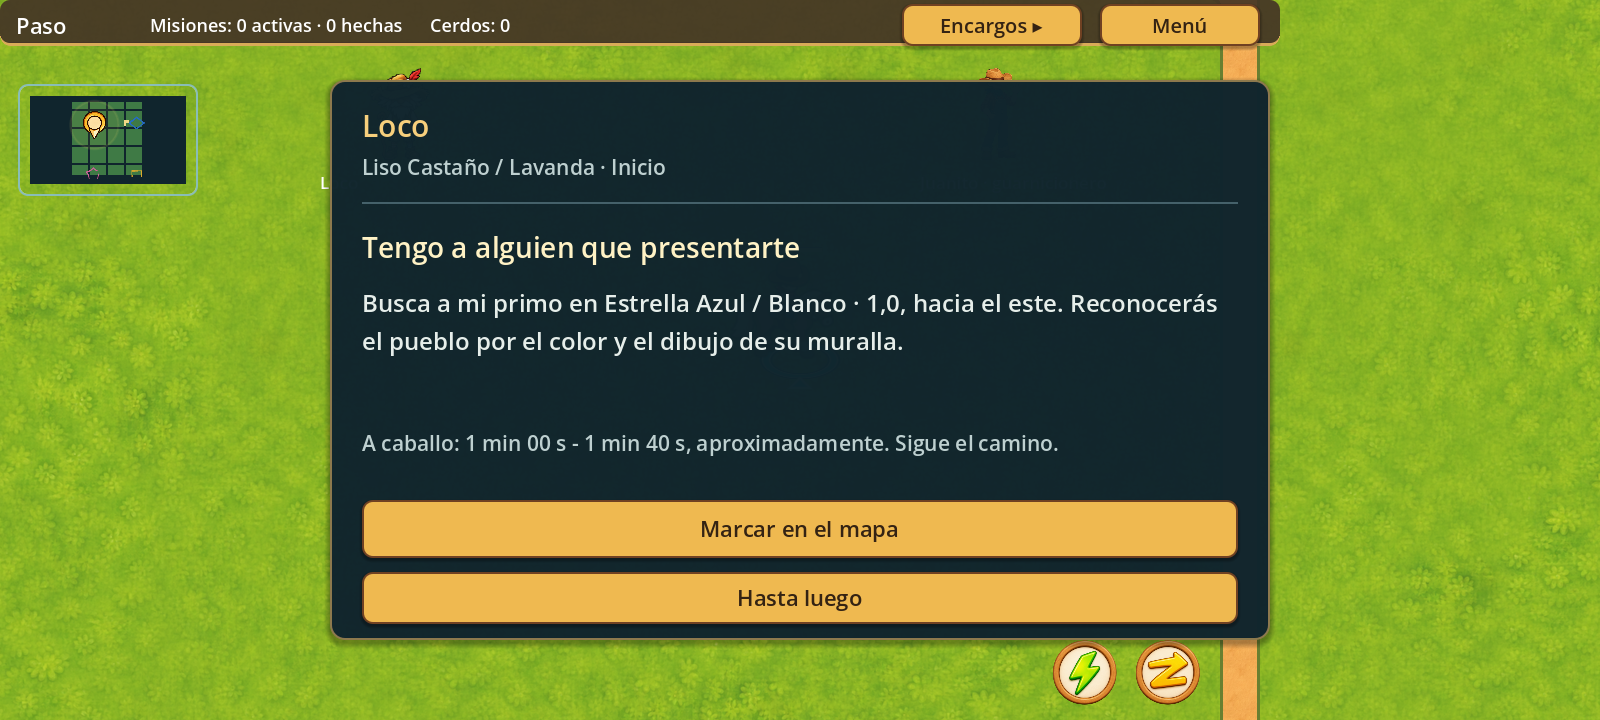 Paso
Misiones: 0 activas · 0 hechas
Cerdos: 0
Encargos ▸
Menú
L
Loco
Liso Castaño / Lavanda · Inicio
Tengo a alguien que presentarte
Busca a mi primo en Estrella Azul / Blanco · 1,0, hacia el este. Reconocerás
el pueblo por el color y el dibujo de su muralla.
A caballo: 1 min 00 s - 1 min 40 s, aproximadamente. Sigue el camino.
Marcar en el mapa
Hasta luego